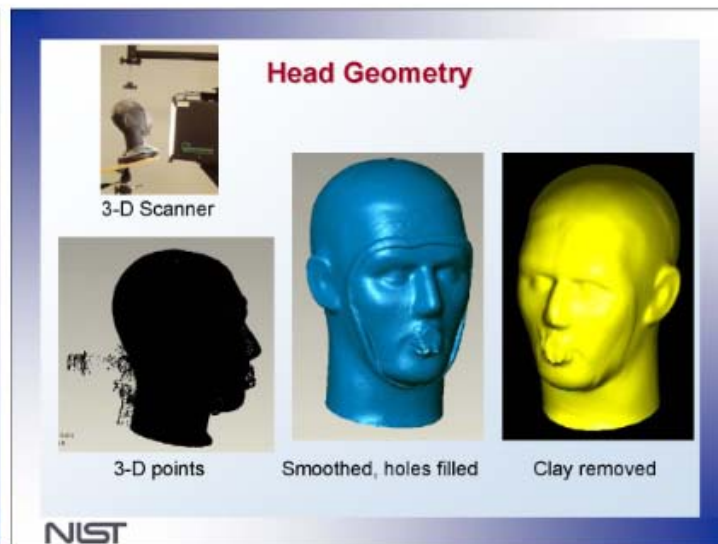 Head Geometry
3-D Scanner
3-D points
Smoothed, holes filled
Clay removed
NIST